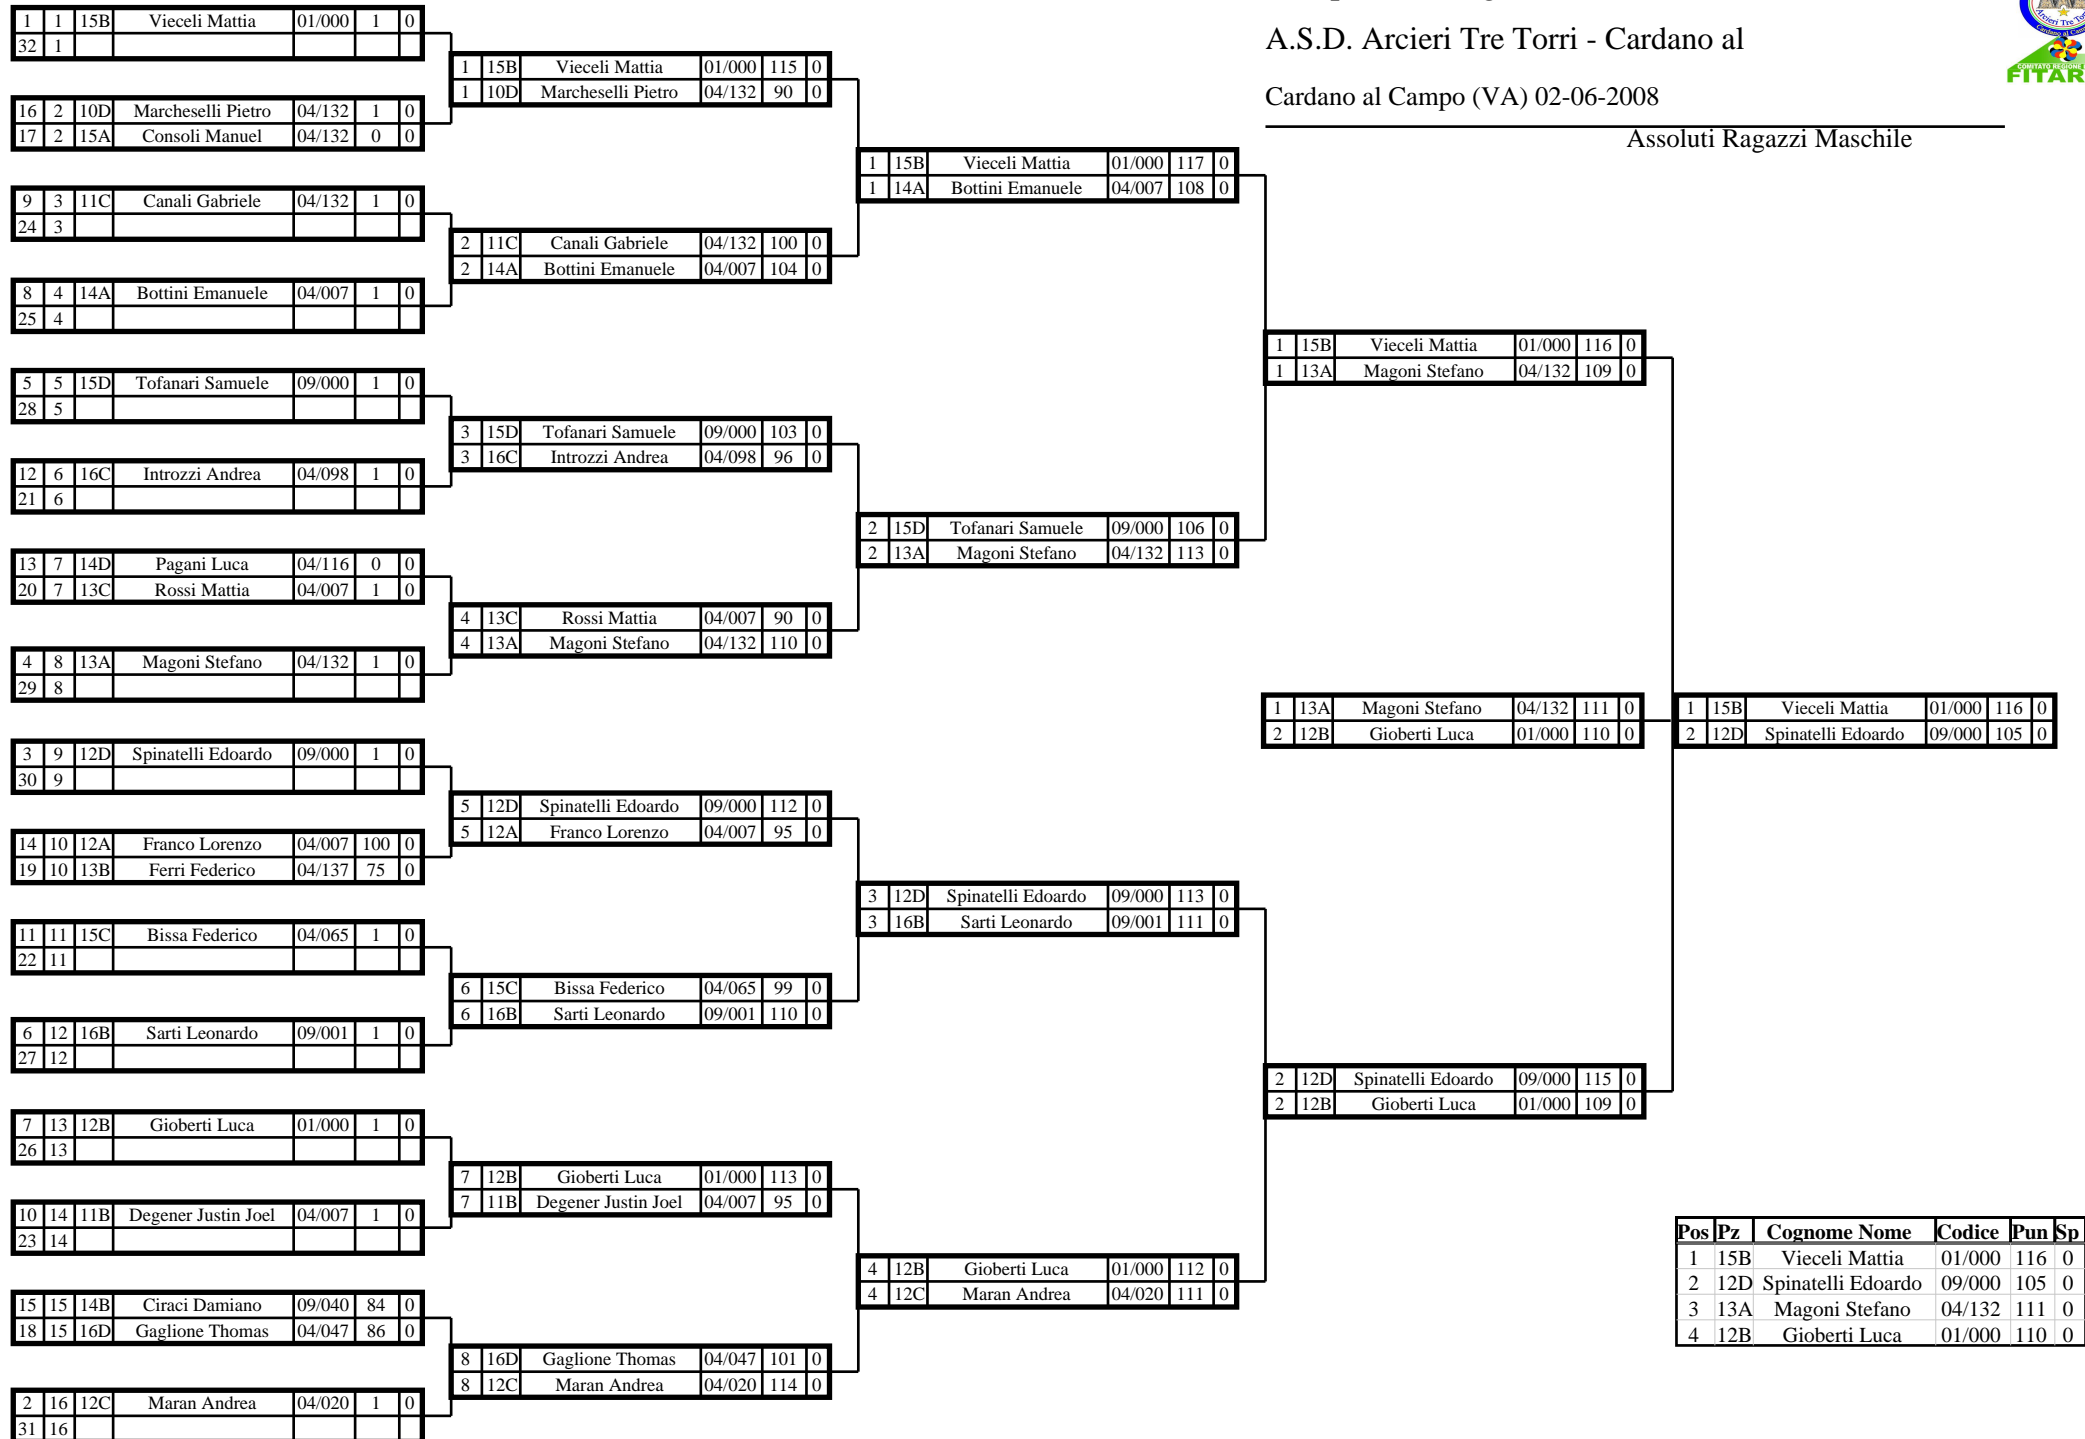 A.S.D. Arcieri Tre Torri - Cardano al
Cardano al Campo (VA) 02-06-2008
Assoluti Ragazzi Maschile
FITAR
1 1 15B Vieceli Mattia 01/000 1 0
32 1
16 2 10D Marcheselli Pietro 04/132 1 0
17 2 15A Consoli Manuel 04/132 0 0
9 3 11C Canali Gabriele 04/132 1 0
24 3
8 4 14A Bottini Emanuele 04/007 1 0
25 4
5 5 15D Tofanari Samuele 09/000 1 0
28 5
12 6 16C Introzzi Andrea 04/098 1 0
21 6
13 7 14D Pagani Luca 04/116 0 0
20 7 13C Rossi Mattia 04/007 1 0
4 8 13A Magoni Stefano 04/132 1 0
29 8
3 9 12D Spinatelli Edoardo 09/000 1 0
30 9
14 10 12A Franco Lorenzo 04/007 100 0
19 10 13B Ferri Federico 04/137 75 0
11 11 15C Bissa Federico 04/065 1 0
22 11
6 12 16B Sarti Leonardo 09/001 1 0
27 12
7 13 12B Gioberti Luca 01/000 1 0
26 13
10 14 11B Degener Justin Joel 04/007 1 0
23 14
15 15 14B Ciraci Damiano 09/040 84 0
18 15 16D Gaglione Thomas 04/047 86 0
2 16 12C Maran Andrea 04/020 1 0
31 16
1 15B Vieceli Mattia 01/000 115 0
1 10D Marcheselli Pietro 04/132 90 0
2 11C Canali Gabriele 04/132 100 0
2 14A Bottini Emanuele 04/007 104 0
3 15D Tofanari Samuele 09/000 103 0
3 16C Introzzi Andrea 04/098 96 0
4 13C Rossi Mattia 04/007 90 0
4 13A Magoni Stefano 04/132 110 0
5 12D Spinatelli Edoardo 09/000 112 0
5 12A Franco Lorenzo 04/007 95 0
6 15C Bissa Federico 04/065 99 0
6 16B Sarti Leonardo 09/001 110 0
7 12B Gioberti Luca 01/000 113 0
7 11B Degener Justin Joel 04/007 95 0
8 16D Gaglione Thomas 04/047 101 0
8 12C Maran Andrea 04/020 114 0
1 15B Vieceli Mattia 01/000 117 0
1 14A Bottini Emanuele 04/007 108 0
2 15D Tofanari Samuele 09/000 106 0
2 13A Magoni Stefano 04/132 113 0
3 12D Spinatelli Edoardo 09/000 113 0
3 16B Sarti Leonardo 09/001 111 0
4 12B Gioberti Luca 01/000 112 0
4 12C Maran Andrea 04/020 111 0
1 15B Vieceli Mattia 01/000 116 0
1 13A Magoni Stefano 04/132 109 0
1 13A Magoni Stefano 04/132 111 0
2 12B Gioberti Luca 01/000 110 0
2 12D Spinatelli Edoardo 09/000 115 0
2 12B Gioberti Luca 01/000 109 0
1 15B Vieceli Mattia 01/000 116 0
2 12D Spinatelli Edoardo 09/000 105 0
Pos Pz Cognome Nome Codice Pun Sp
1 15B Vieceli Mattia 01/000 116 0
2 12D Spinatelli Edoardo 09/000 105 0
3 13A Magoni Stefano 04/132 111 0
4 12B Gioberti Luca 01/000 110 0